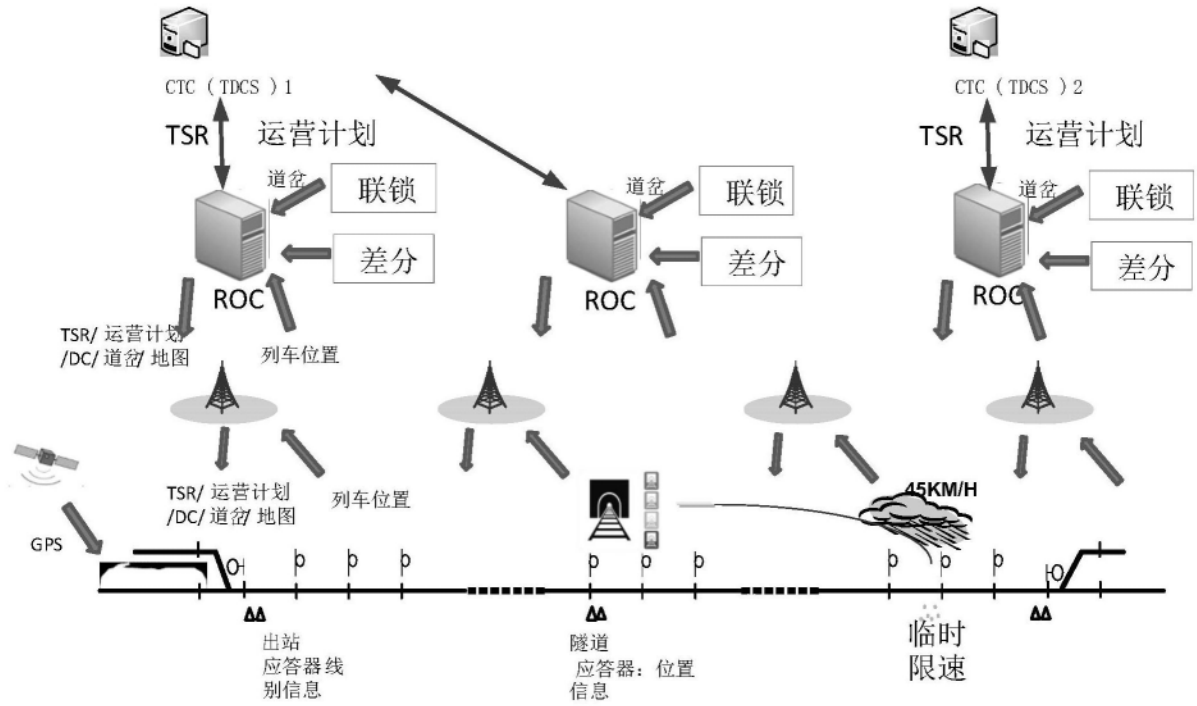 CTC ( TDCS ) 1
CTC ( TDCS ) 2
TSR 运营计划
TSR 运营计划
道岔
联锁
道岔
联锁
道岔
联锁
差分
差分
差分
ROC
ROC
ROC
TSR/ 运营计划
/DC/ 道岔/ 地图
列车位置
TSR/ 运营计划
/DC/ 道岔/ 地图
列车位置
45KM/H
GPS
出站
应答器线
别信息
隧道
应答器：位置
信息
临时
限速